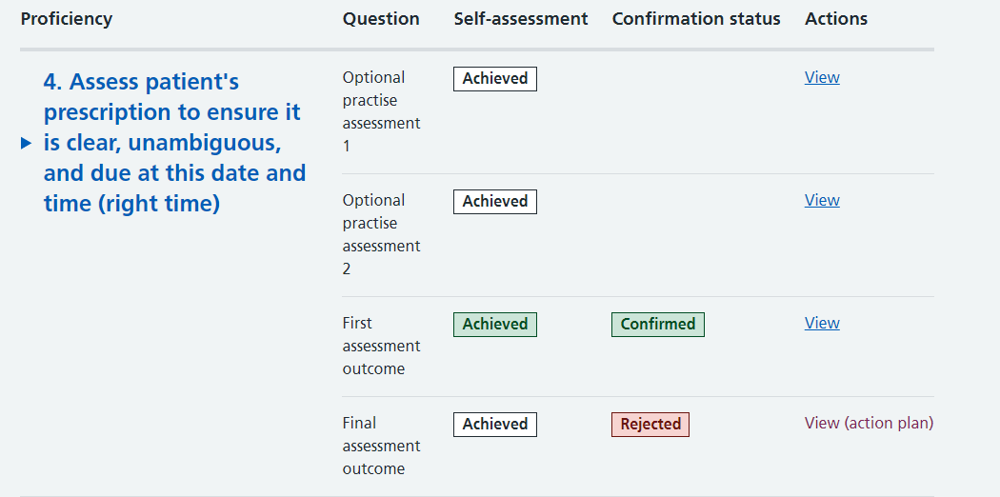 Proficiency Question Self-assessment Confirmation status Actions
4. Assess patient's
prescription to ensure it
is clear, unambiguous,
and due at this date and
time (right time)
Optional
practise
assessment
1
Achieved
View
Optional
practise
assessment
2
Achieved
View
First
assessment
outcome
Achieved
Confirmed
View
Final
assessment
outcome
Achieved
Rejected
View (action plan)